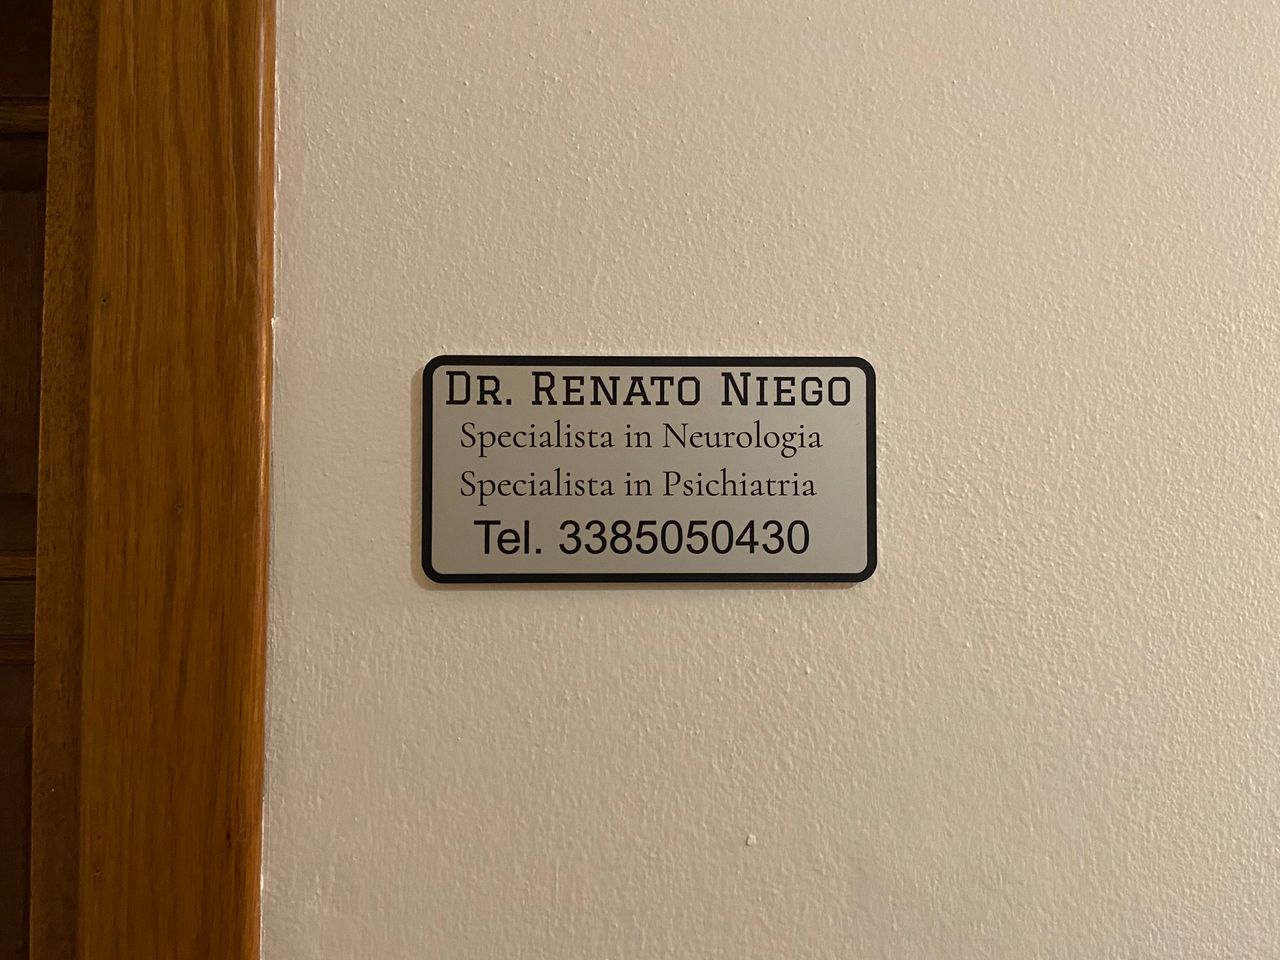 Dr. Renato Niego
Specialista in Neurologia
Specialista in Psichiatria
Tel. 3385050430